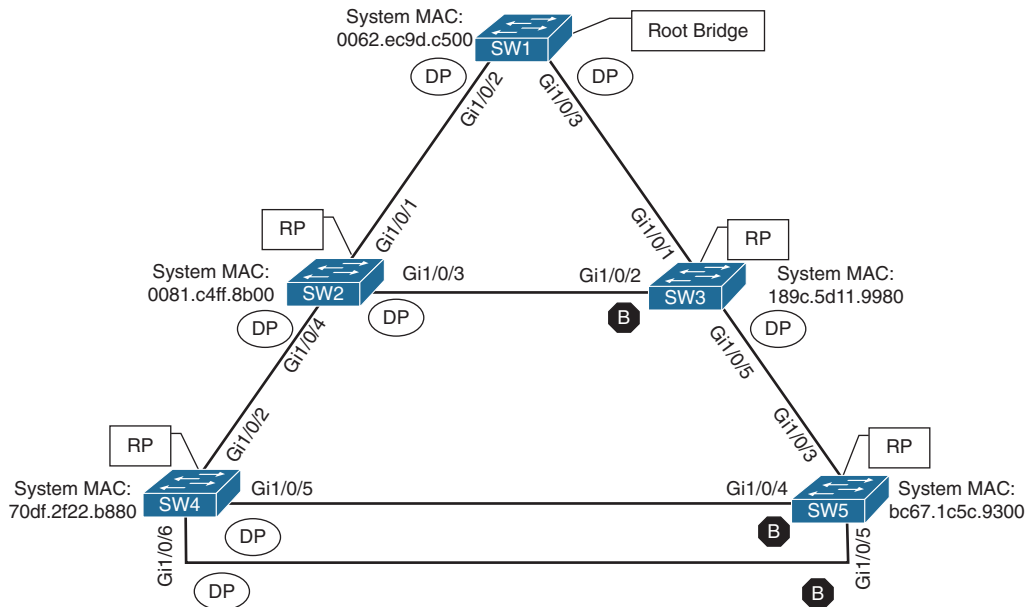 System MAC:
0062.ec9d.c500
SW1
Root Bridge
DP
DP
Gi1/0/2
Gi1/0/3
RP
Gi1/0/1
Gi1/0/1
RP
System MAC:
0081.c4ff.8b00
SW2
Gi1/0/3
Gi1/0/2
SW3
System MAC:
189c.5d11.9980
DP
DP
B
DP
Gi1/0/4
Gi1/0/5
RP
Gi1/0/2
Gi1/0/3
RP
System MAC:
70df.2f22.b880
SW4
Gi1/0/5
Gi1/0/4
SW5
System MAC:
bc67.1c5c.9300
DP
B
Gi1/0/6
Gi1/0/5
DP
B